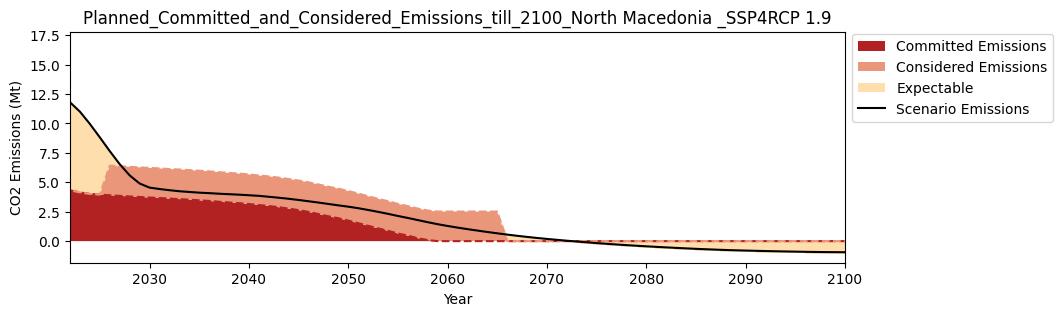 Planned_Committed_and_Considered_Emissions_till_2100_North Macedonia _SSP4RCP 1.9
17.5
15.0
12.5
10.0
7.5
5.0
2.5
0.0
CO2 Emissions (Mt)
2030
2040
2050
2060
2070
2080
2090
2100
Year
Committed Emissions
Considered Emissions
Expectable
Scenario Emissions